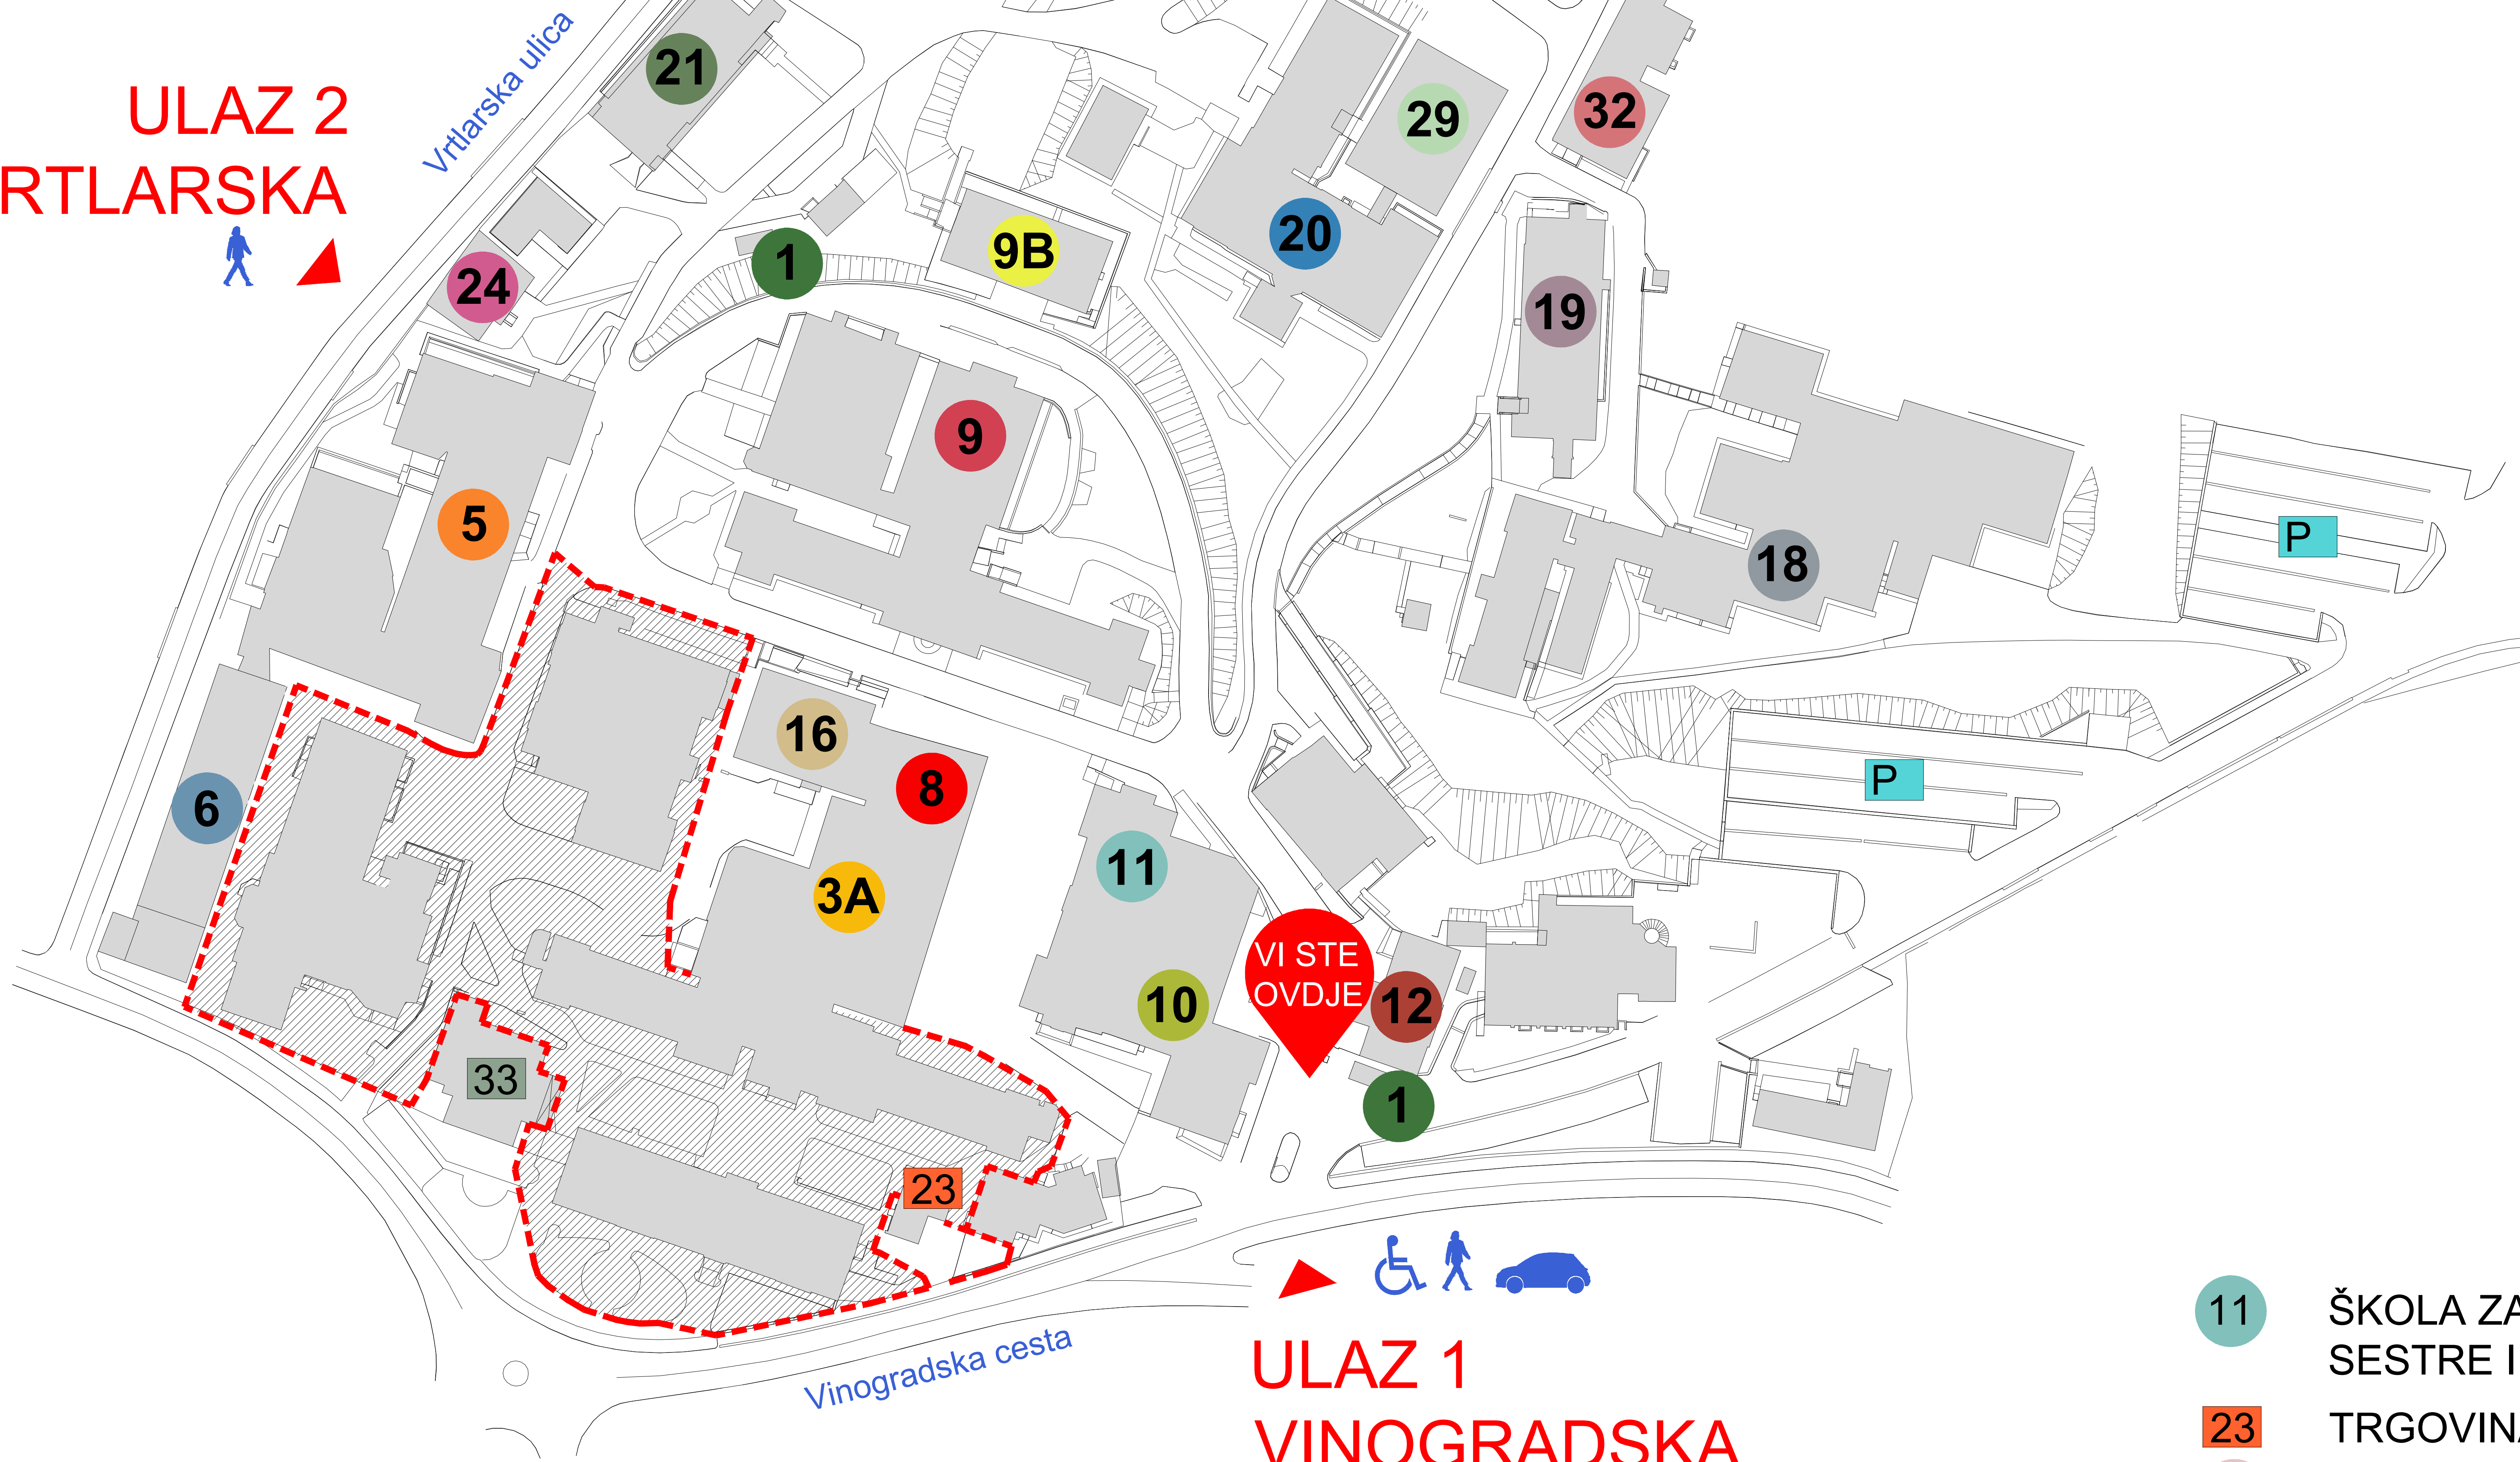 Vrtlarska ulica
ULAZ 2
RTLARSKA
21
29
32
1
9B
20
24
19
9
5
18
P
16
8
6
P
11
3A
VI STE
OVDJE
10
12
33
1
23
11
ŠKOLA ZA
SESTRE I
ULAZ 1
VINOGRADSKA
Vinogradska cesta
23
TRGOVINA